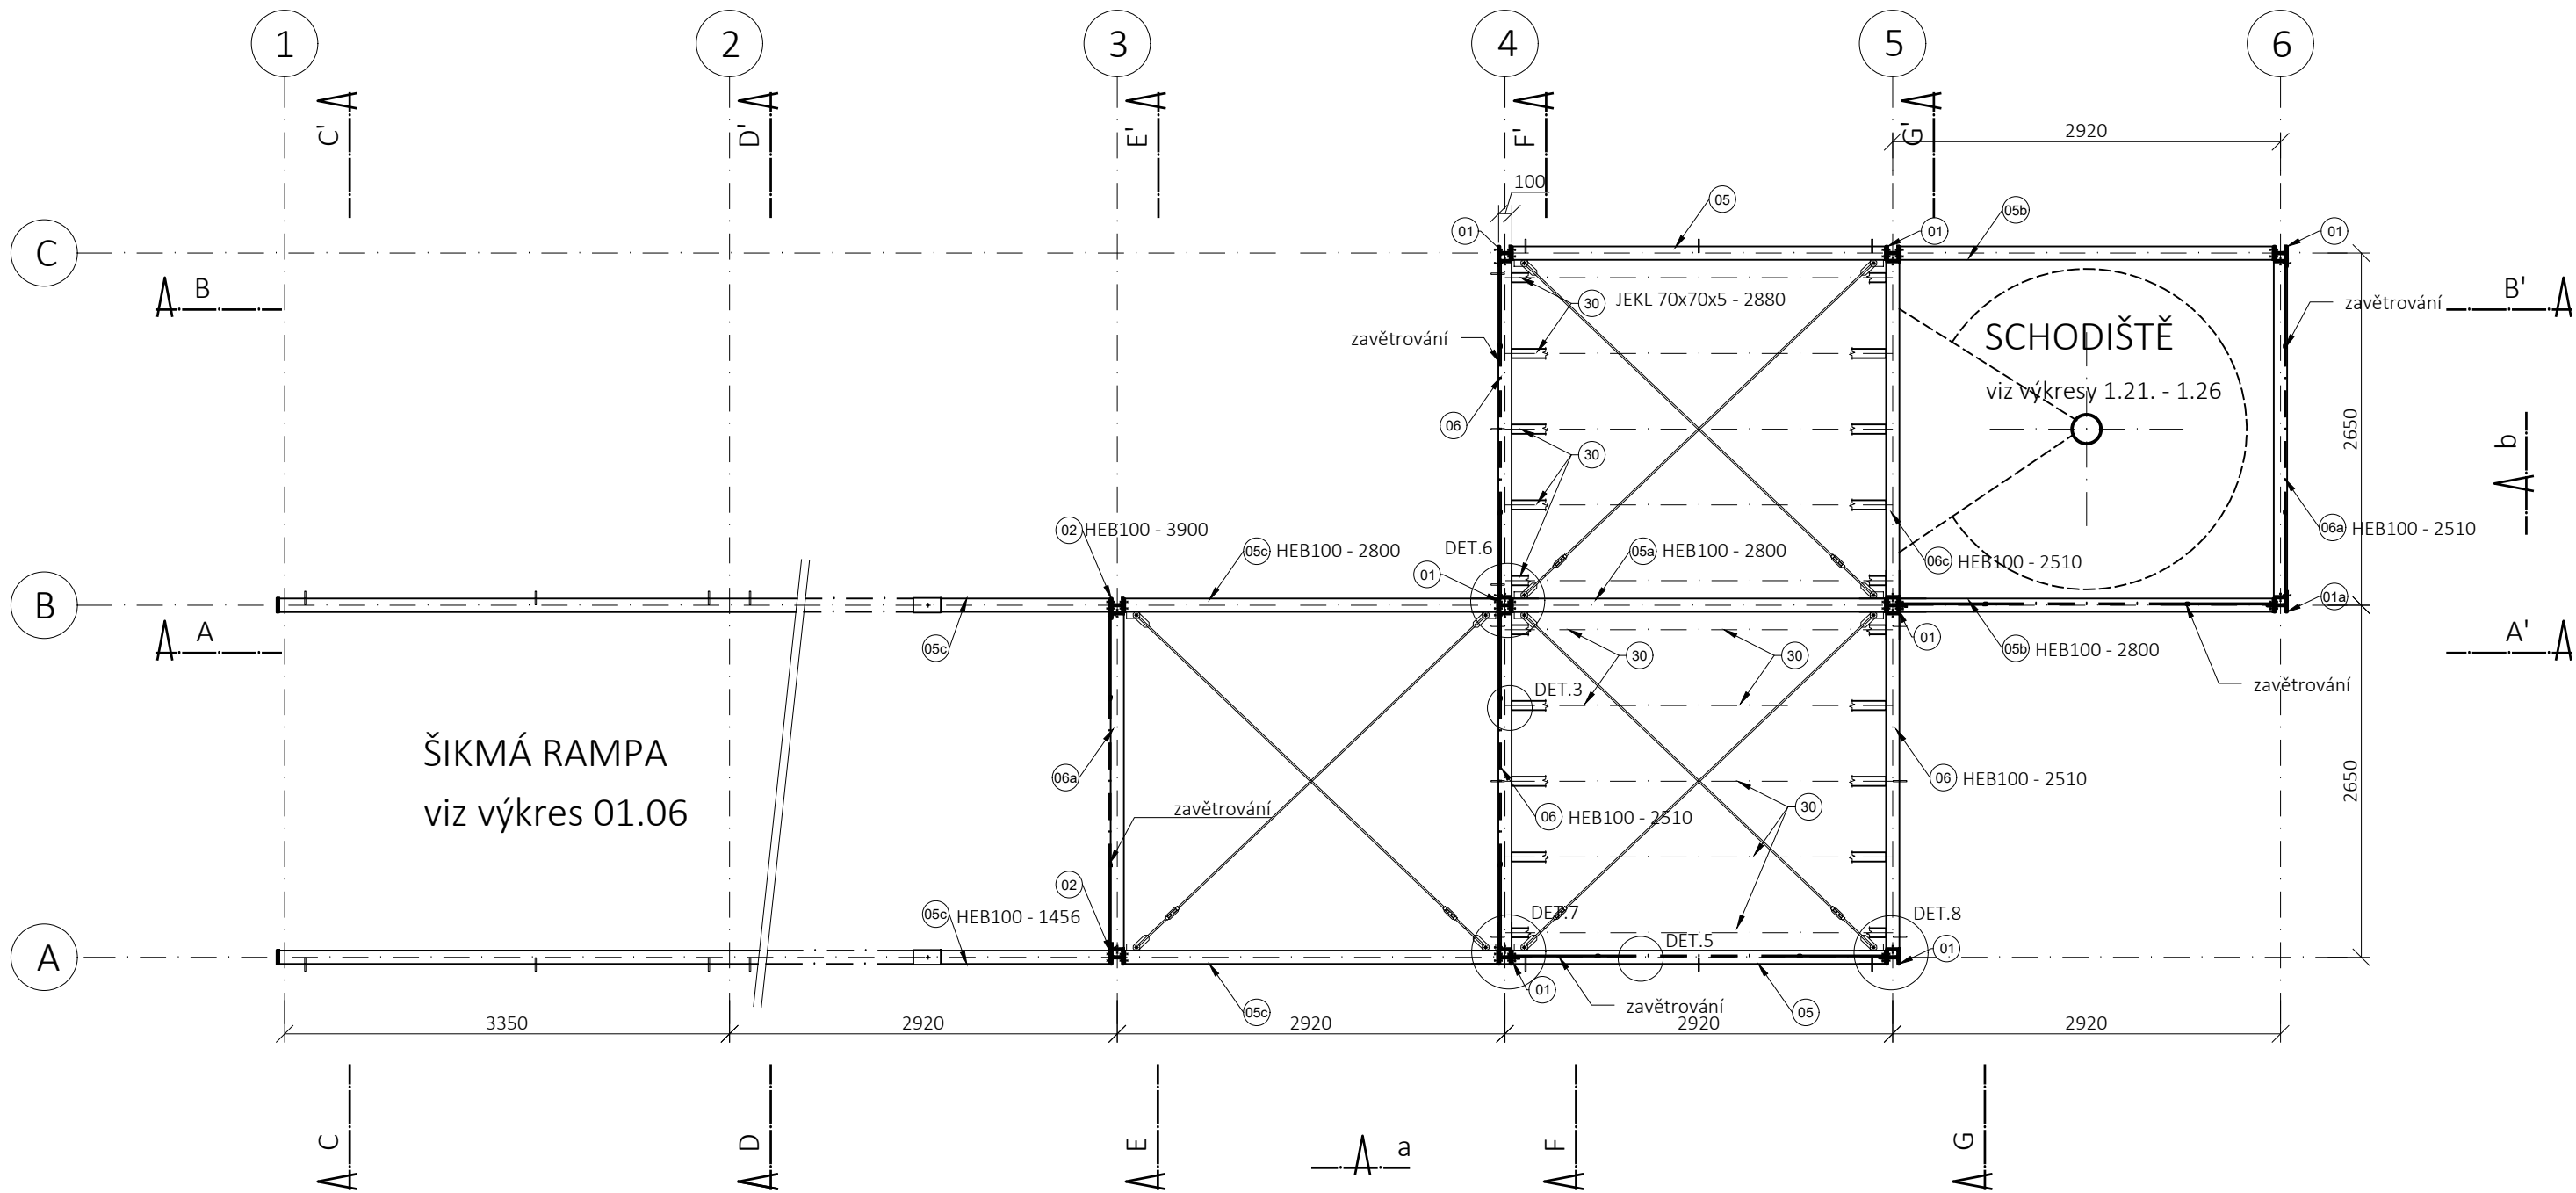 1
2
3
4
5
6
C'
D'
E'
F'
G'
2920
100
05
05b
01
01
01
C
B
30
JEKL 70x70x5 - 2880
zavětrování
SCHODIŠTĚ
viz výkresy 1.21. - 1.26
zavětrování
B'
06
30
2650
b
02
HEB100 - 3900
05c
HEB100 - 2800
DET.6
05a
HEB100 - 2800
06c
HEB100 - 2510
06a
HEB100 - 2510
01
01a
B
A
05c
30
30
01
05b
HEB100 - 2800
A'
DET.3
zavětrování
ŠIKMÁ RAMPA
viz výkres 01.06
06a
zavětrování
06
HEB100 - 2510
30
06
HEB100 - 2510
2650
02
05c
HEB100 - 1456
DET.7
DET.5
DET.8
01
A
01
05c
zavětrování
05
3350
2920
2920
2920
2920
C
D
E
a
F
G